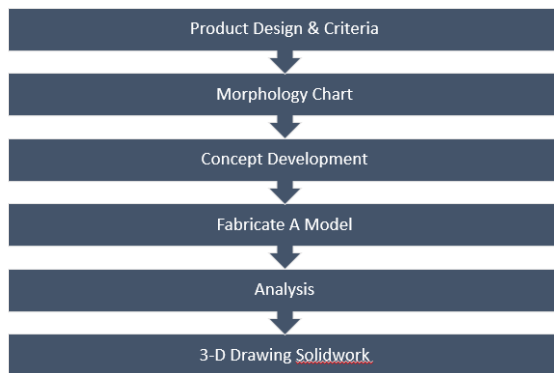 Product Design & Criteria
Morphology Chart
Concept Development
Fabricate A Model
Analysis
3-D Drawing Solidwork